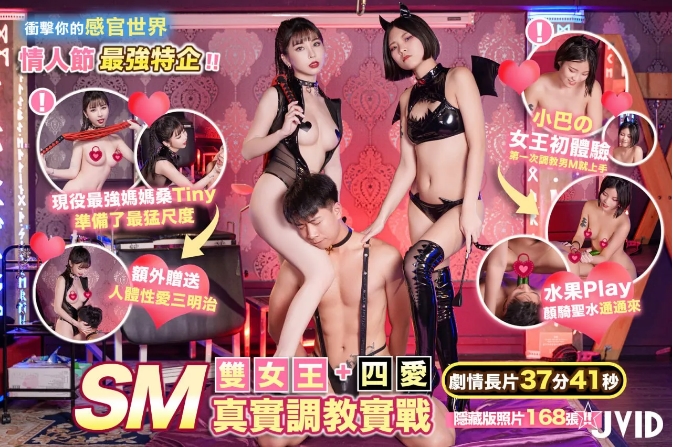 衝擊你的感官世界
情人節 最強特企!!
!
現役最強媽媽桑Tiny
準備了最猛尺度
額外贈送
人體性愛三明治
!
小巴の
女王初體驗
第一次調教男M就上手
水果Play
顏騎聖水通通來
SM
雙女王+四愛
真實調教實戰
劇情長片37分41秒
隱藏版照片168張!!
JVID